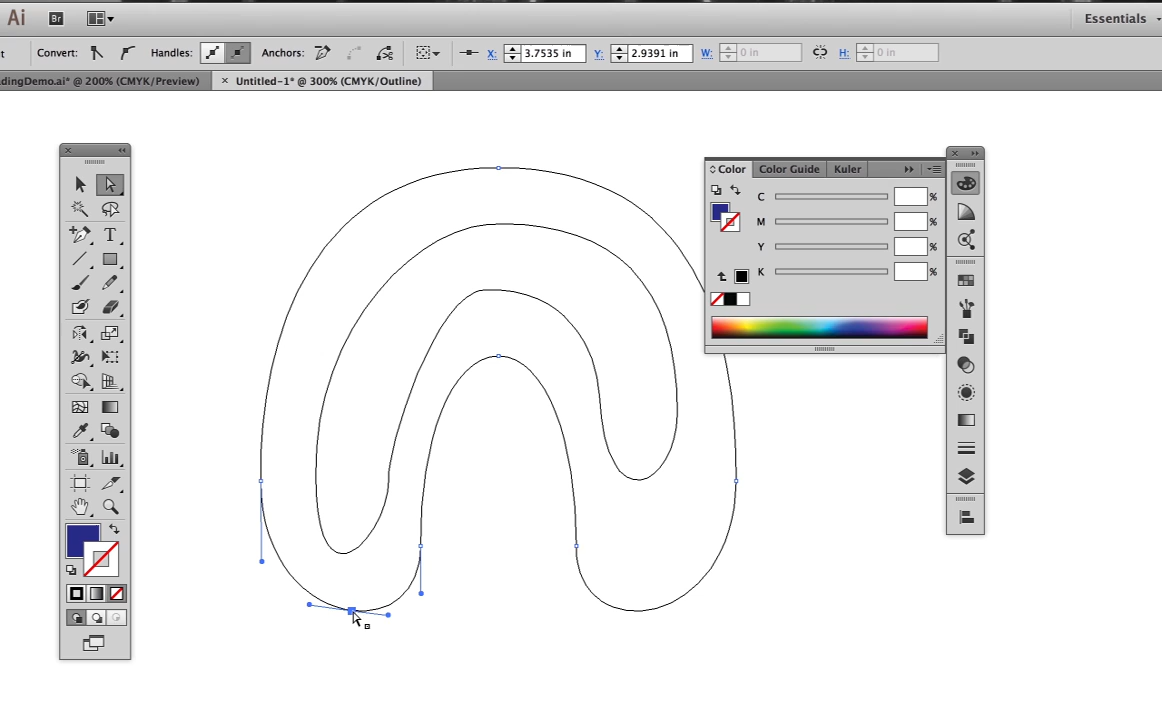 Ai Br Essentials
t Convert: Handles: Anchors: X: 3.7535 in Y: 2.9391 in W: 0 in H: 0 in
dingDemo.ai* @ 200% (CMYK/Preview) × Untitled-1* @ 300% (CMYK/Outline)
Color Color Guide Kuler
C %
M %
Y %
K %
T